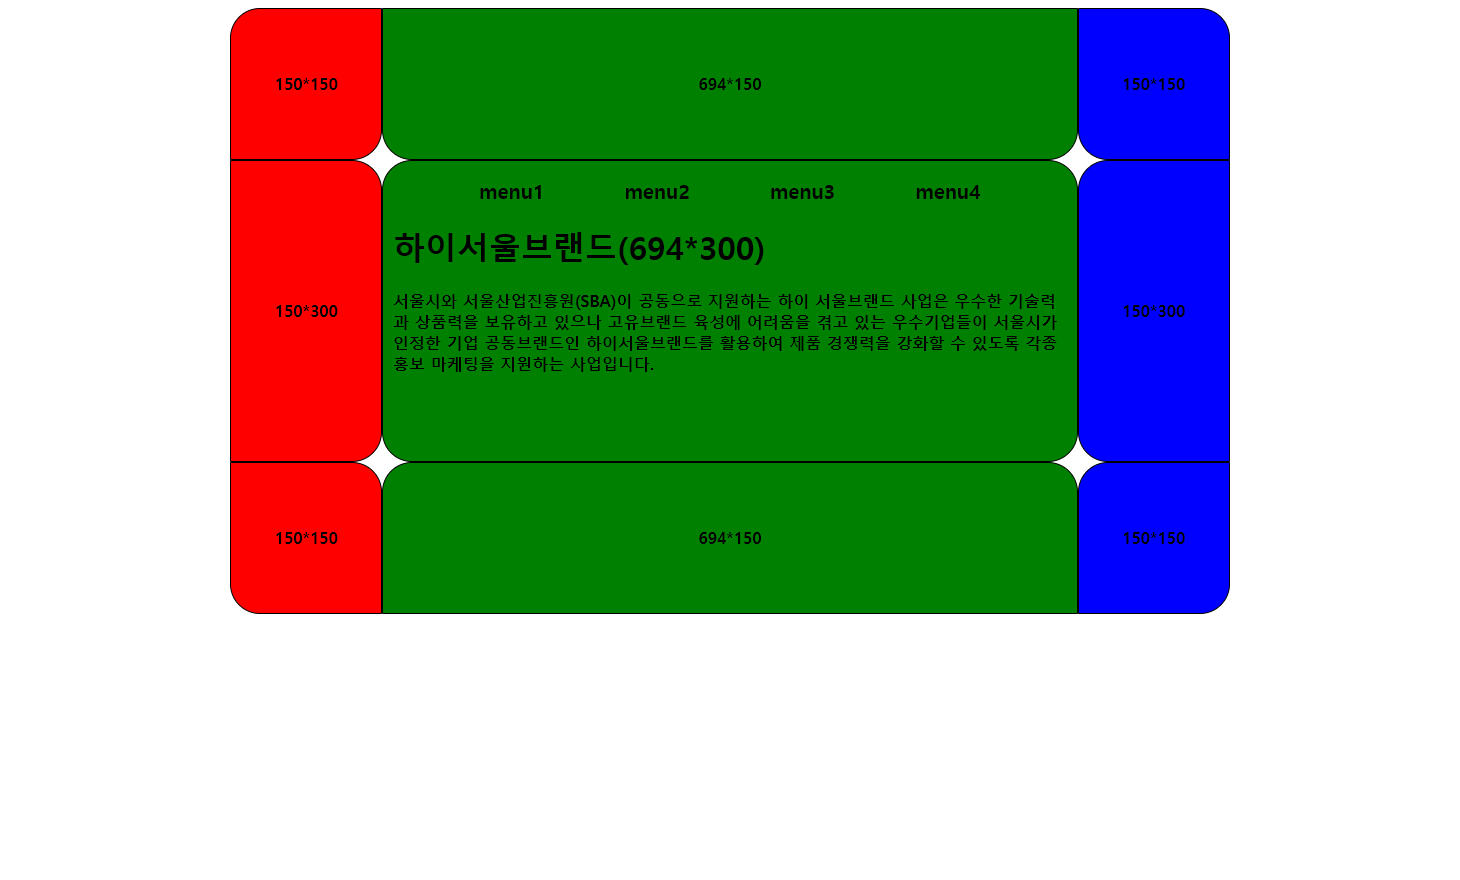 150*150
694*150
150*150
150*300
menu1 menu2 menu3 menu4
하이서울브랜드(694*300)
서울시와 서울산업진흥원(SBA)이 공동으로 지원하는 하이 서울브랜드 사업은 우수한 기술력
과 상품력을 보유하고 있으나 고유브랜드 육성에 어려움을 겪고 있는 우수기업들이 서울시가
인정한 기업 공동브랜드인 하이서울브랜드를 활용하여 제품 경쟁력을 강화할 수 있도록 각종
홍보 마케팅을 지원하는 사업입니다.
150*300
150*150
694*150
150*150